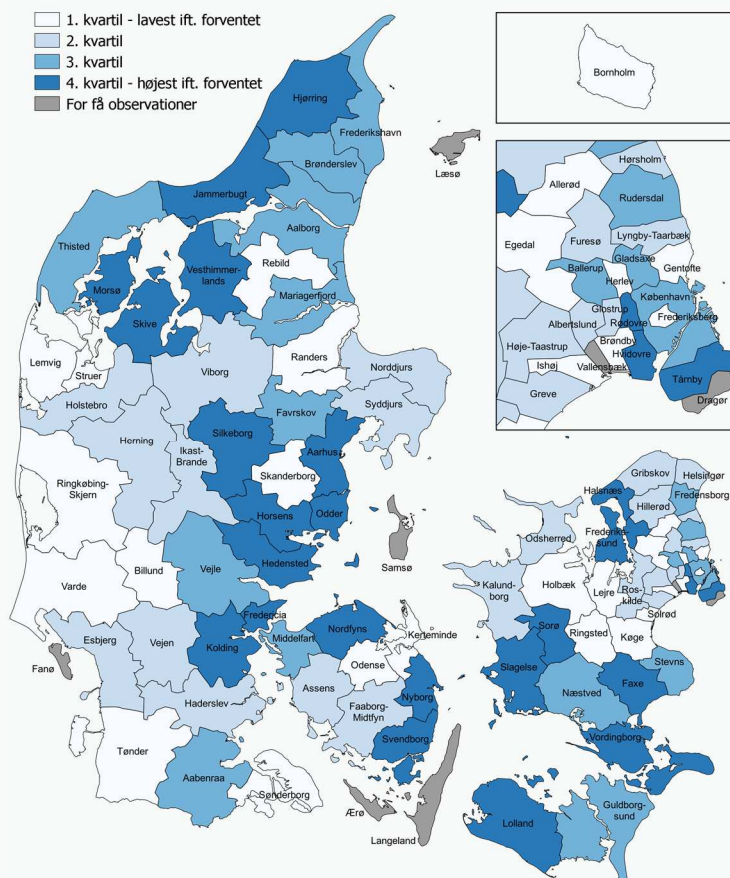 1. kvartil - lavest ift. forventet
2. kvartil
3. kvartil
4. kvartil - højest ift. forventet
For få observationer
Bornholm
Hjørring
Frederikshavn
Brønderslev
Læsø
Jammerbugt
Thisted
Aalborg
Vesthimmer-
lands
Rebild
Morsø
Mariagerfjord
Skive
Lemvig
Struer
Viborg
Randers
Norddjurs
Holstebro
Syddjurs
Favrskov
Silkeborg
Herning
Ikast-
Brande
Aarhus
Skanderborg
Ringkøbing-
Skjern
Horsens
Odder
Hedensted
Samsø
Billund
Vejle
Varde
Fredericia
Nordfyns
Middelfart
Kerteminde
Esbjerg
Vejen
Kolding
Odense
Fanø
Assens
Nyborg
Haderslev
Faaborg-
Midtfyn
Svendborg
Tønder
Aabenraa
Sønderborg
Ærø
Langeland
Hørsholm
Allerød
Rudersdal
Egedal
Furesø
Lyngby-Taarbæk
Gladsaxe
Ballerup
Gentofte
Herlev
København
Glostrup
Frederiksberg
Albertslund
Rødovre
Brøndby
Høje-Taastrup
Hvidovre
Ishøj
Vallensbæk
Tårnby
Greve
Dragør
Gribskov
Helsingør
Halsnæs
Fredensborg
Hillerød
Frederiks-
sund
Odsherred
Kalund-
borg
Holbæk
Lejre
Ros-
kilde
Solrød
Sorø
Ringsted
Køge
Slagelse
Stevns
Næstved
Faxe
Vordingborg
Lolland
Guldborg-
sund